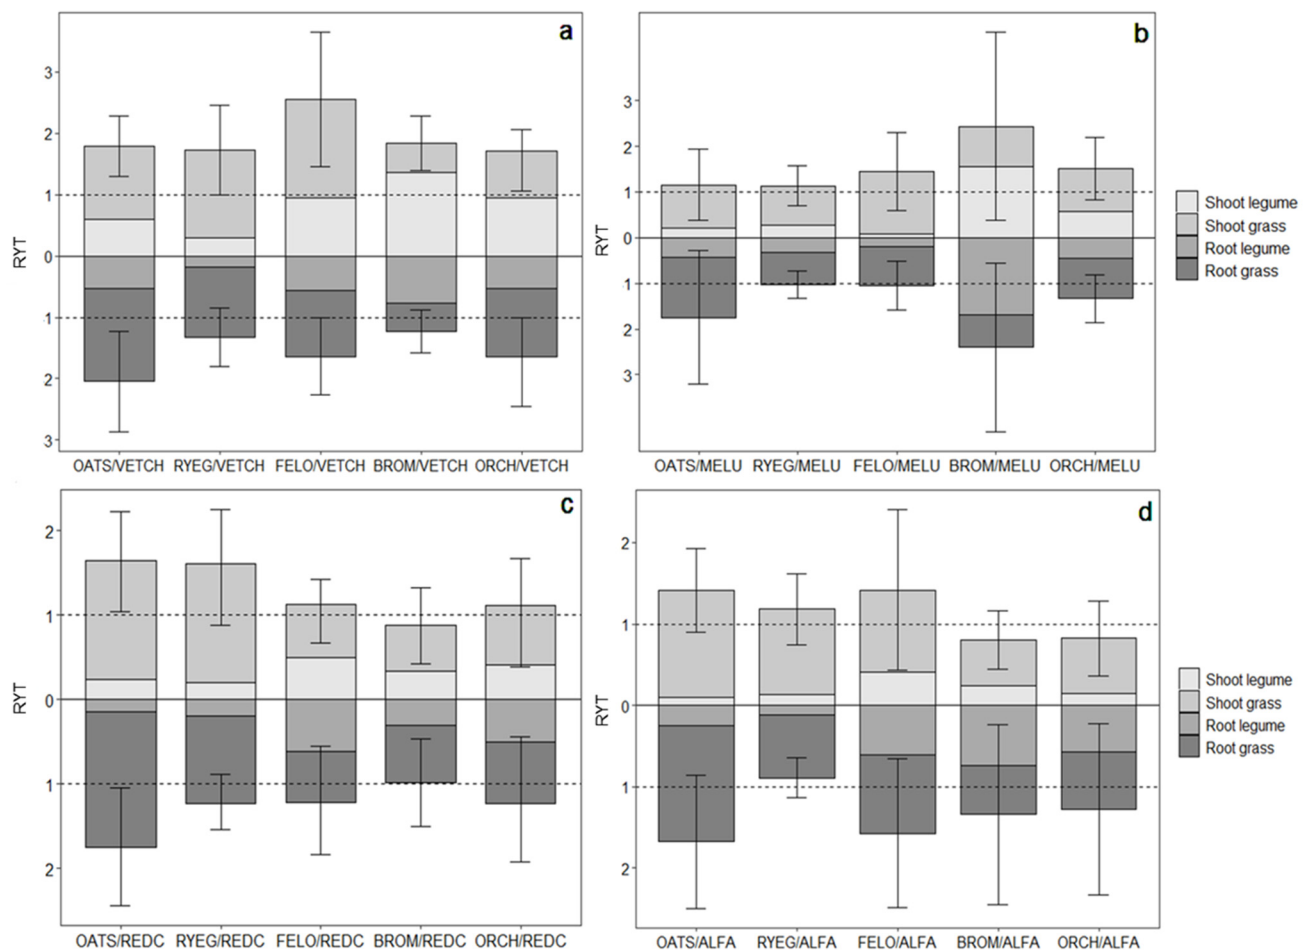 a
RYT
3
2
1
0
1
2
3
OATS/VETCH RYEG/VETCH FELO/VETCH BROM/VETCH ORCH/VETCH
b
RYT
3
2
1
0
1
2
3
OATS/MELU RYEG/MELU FELO/MELU BROM/MELU ORCH/MELU
Shoot legume
Shoot grass
Root legume
Root grass
c
RYT
2
1
0
1
2
OATS/REDC RYEG/REDC FELO/REDC BROM/REDC ORCH/REDC
d
RYT
2
1
0
1
2
OATS/ALFA RYEG/ALFA FELO/ALFA BROM/ALFA ORCH/ALFA
Shoot legume
Shoot grass
Root legume
Root grass